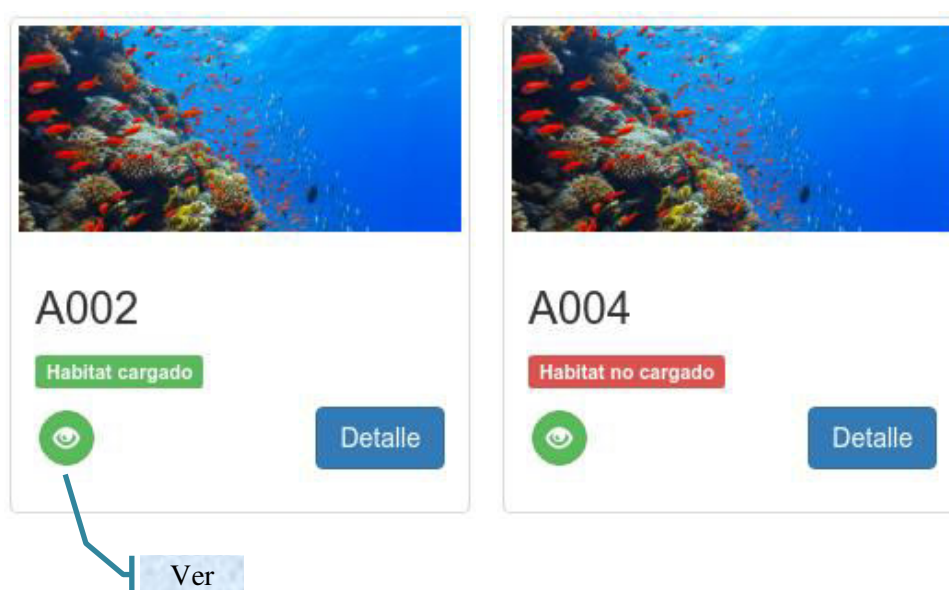 A002
Habitat cargado
Detalle
A004
Habitat no cargado
Detalle
Ver